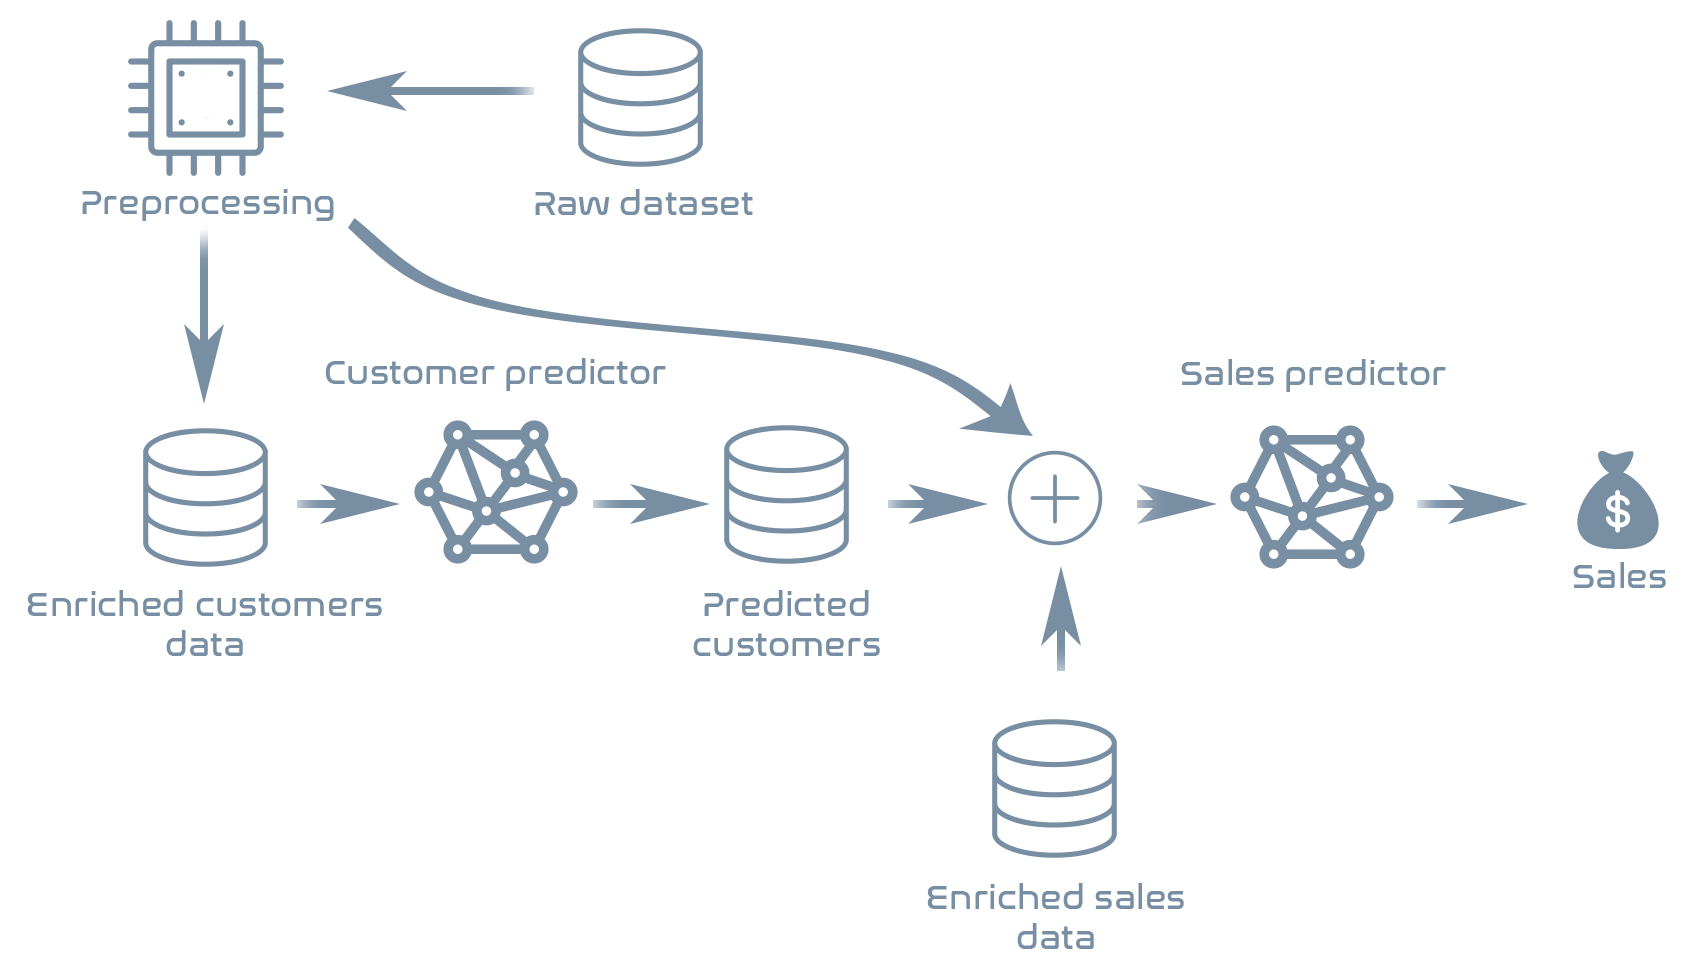 Preprocessing
Raw dataset
Customer predictor
Sales predictor
$
Sales
Enriched customers
data
Predicted
customers
Enriched sales
data